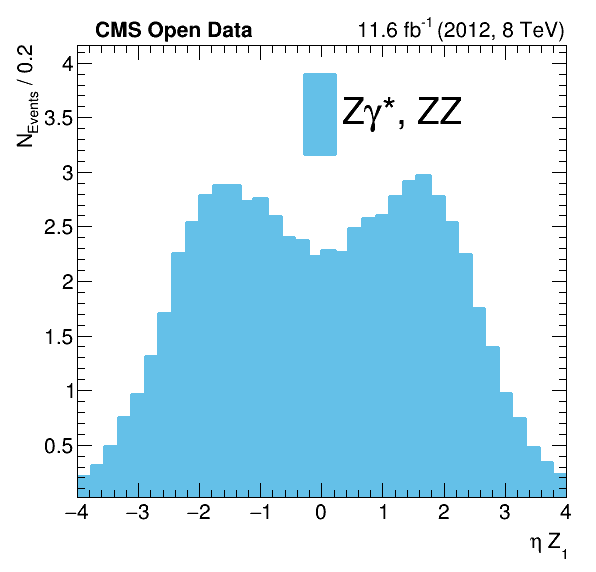 CMS Open Data 11.6 fb⁻¹ (2012, 8 TeV)
N_Events / 0.2
4
3.5
3
2.5
2
1.5
1
0.5
Zγ*, ZZ
−4 −3 −2 −1 0 1 2 3 4
η Z₁